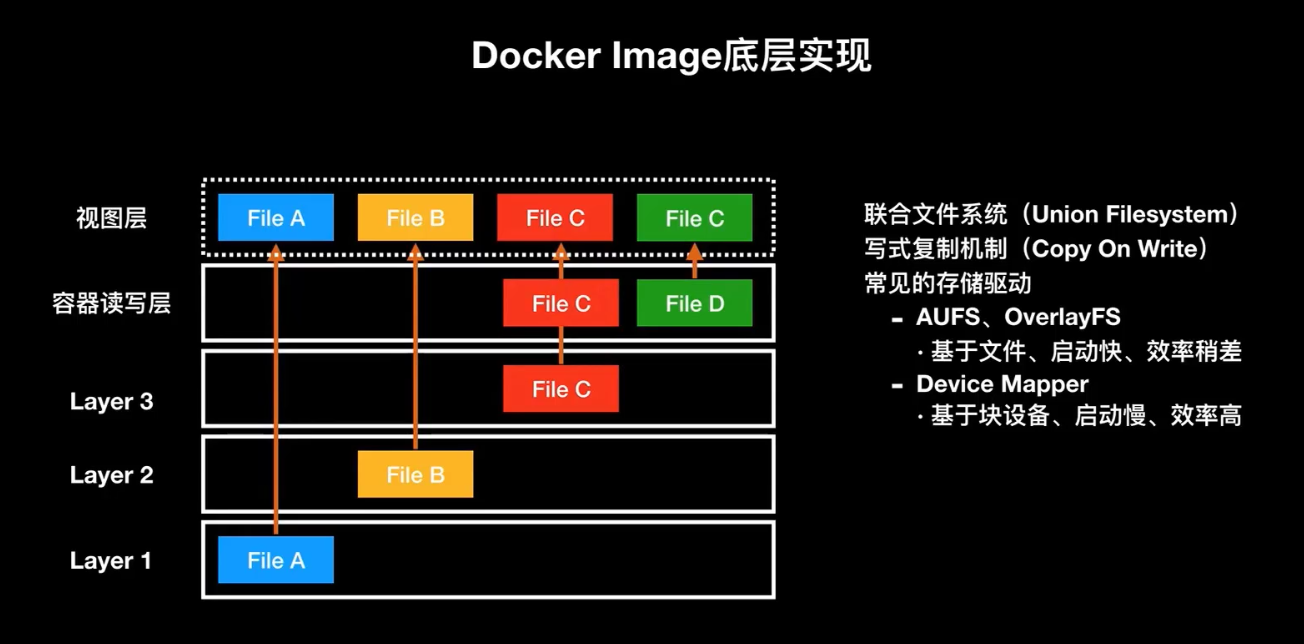 Docker Image底层实现
视图层
File A
File B
File C
File C
容器读写层
File C
File D
Layer 3
File C
Layer 2
File B
Layer 1
File A
联合文件系统（Union Filesystem）
写式复制机制（Copy On Write）
常见的存储驱动
- AUFS、OverlayFS
· 基于文件、启动快、效率稍差
- Device Mapper
· 基于块设备、启动慢、效率高